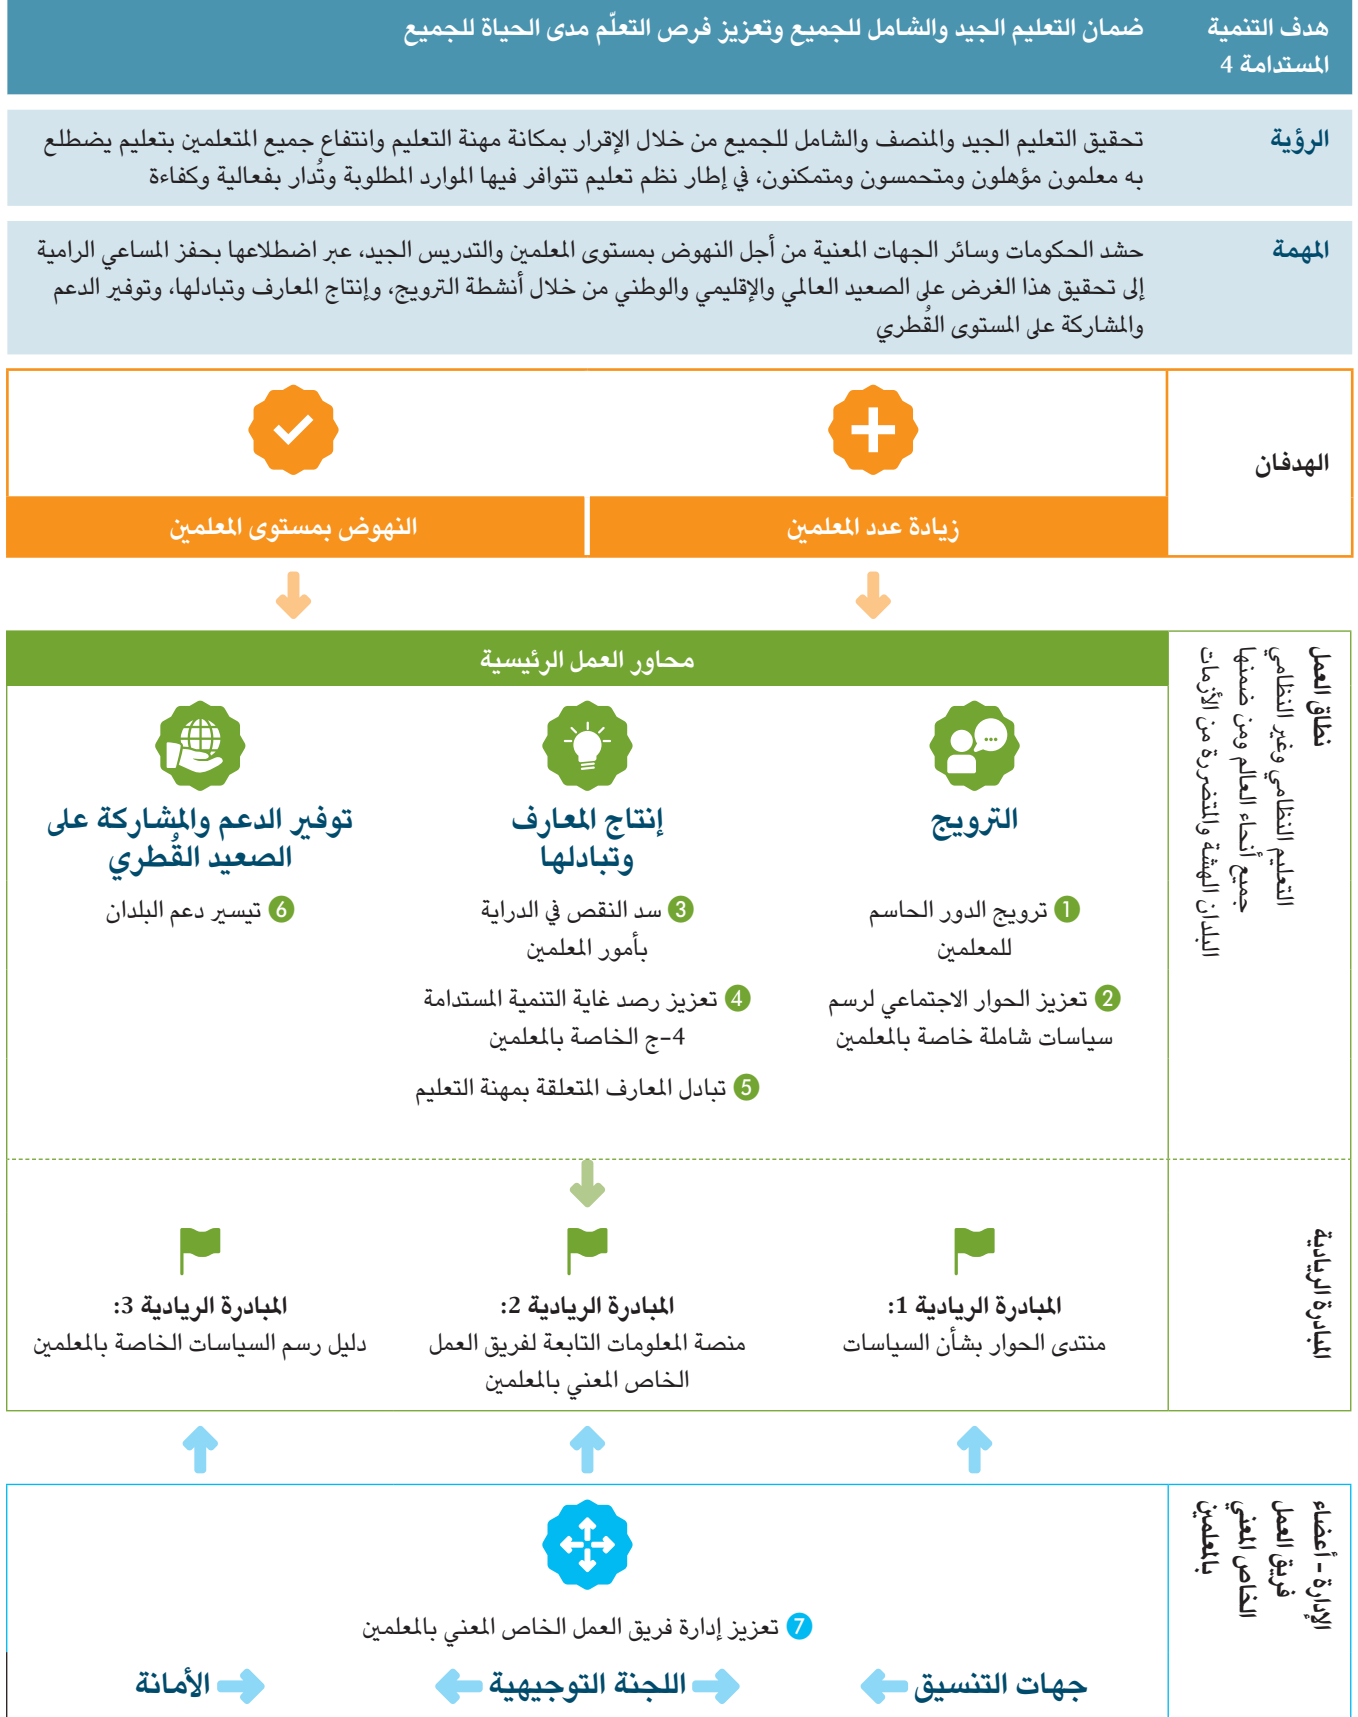 هدف التنمية
المستدامة 4
ضمان التعليم الجيد والشامل للجميع وتعزيز فرص التعلّم مدى الحياة للجميع
الرؤية
تحقيق التعليم الجيد والمنصف والشامل للجميع من خلال الإقرار بمكانة مهنة التعليم وانتفاع جميع المتعلمين بتعليم يضطلع
به معلمون مؤهلون ومتحمسون ومتمكنون، في إطار نظم تعليم تتوافر فيها الموارد المطلوبة وتُدار بفعالية وكفاءة
المهمة
حشد الحكومات وسائر الجهات المعنية من أجل النهوض بمستوى المعلمين والتدريس الجيد، عبر اضطلاعها بحفز المساعي الرامية
إلى تحقيق هذا الغرض على الصعيد العالمي والإقليمي والوطني من خلال أنشطة الترويج، وإنتاج المعارف وتبادلها، وتوفير الدعم
والمشاركة على المستوى القُطري
الهدفان
زيادة عدد المعلمين
النهوض بمستوى المعلمين
نطاق العمل
التعليم النظامي وغير النظامي
جميع أنحاء العالم ومن ضمنها
البلدان الهشة والمتضررة من الأزمات
محاور العمل الرئيسية
الترويج
1 ترويج الدور الحاسم
للمعلمين
2 تعزيز الحوار الاجتماعي لرسم
سياسات شاملة خاصة بالمعلمين
إنتاج المعارف
وتبادلها
3 سد النقص في الدراية
بأمور المعلمين
4 تعزيز رصد غاية التنمية المستدامة
4-ج الخاصة بالمعلمين
5 تبادل المعارف المتعلقة بمهنة التعليم
توفير الدعم والمشاركة على
الصعيد القُطري
6 تيسير دعم البلدان
المبادرة الريادية
المبادرة الريادية 1:
منتدى الحوار بشأن السياسات
المبادرة الريادية 2:
منصة المعلومات التابعة لفريق العمل
الخاص المعني بالمعلمين
المبادرة الريادية 3:
دليل رسم السياسات الخاصة بالمعلمين
الإدارة - أعضاء
فريق العمل
الخاص المعني
بالمعلمين
7 تعزيز إدارة فريق العمل الخاص المعني بالمعلمين
جهات التنسيق
اللجنة التوجيهية
الأمانة